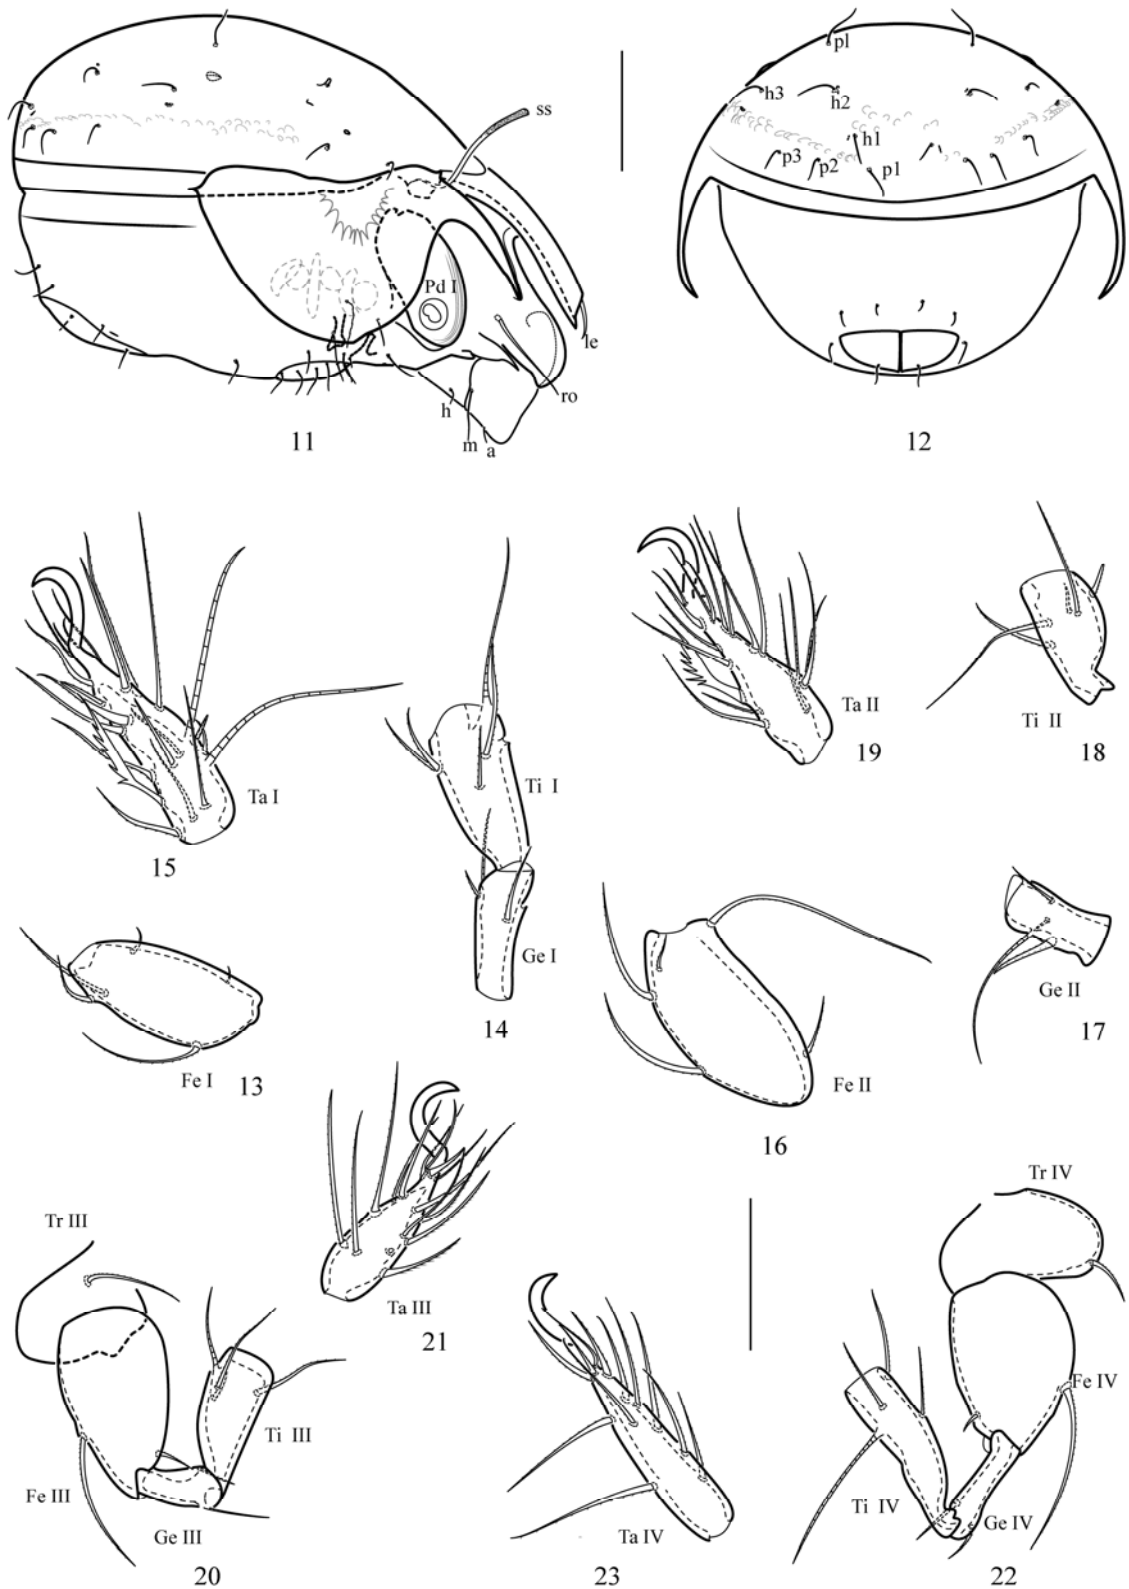 ss
Pd I
le
ro
h
m
a
11
p1
h3
h2
h1
p3
p2
p1
12
Ta I
15
Ti I
Ge I
14
Ta II
19
Ti II
18
Fe I
13
Fe II
16
Ge II
17
Tr III
Fe III
Ge III
Ti III
20
Ta III
21
Ta IV
23
Tr IV
Fe IV
Ti IV
Ge IV
22